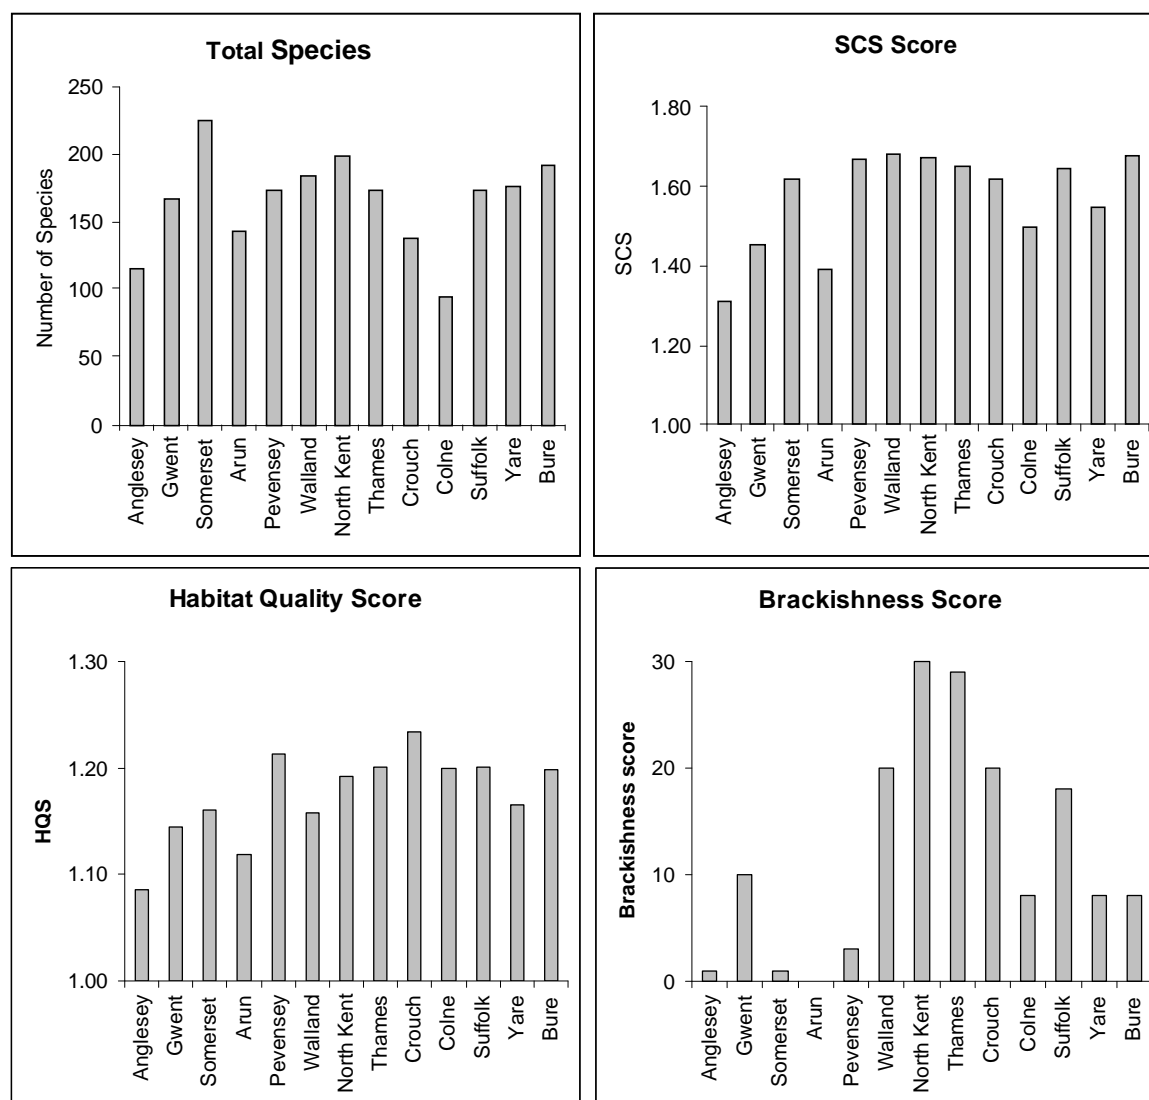 Total Species
250
200
150
100
50
0
Number of Species
Anglesey
Gwent
Somerset
Arun
Pevensey
Walland
North Kent
Thames
Crouch
Colne
Suffolk
Yare
Bure
SCS Score
1.80
1.60
1.40
1.20
1.00
SCS
Anglesey
Gwent
Somerset
Arun
Pevensey
Walland
North Kent
Thames
Crouch
Colne
Suffolk
Yare
Bure
Habitat Quality Score
1.30
1.20
1.10
1.00
HQS
Anglesey
Gwent
Somerset
Arun
Pevensey
Walland
North Kent
Thames
Crouch
Colne
Suffolk
Yare
Bure
Brackishness Score
30
20
10
0
Brackishness score
Anglesey
Gwent
Somerset
Arun
Pevensey
Walland
North Kent
Thames
Crouch
Colne
Suffolk
Yare
Bure